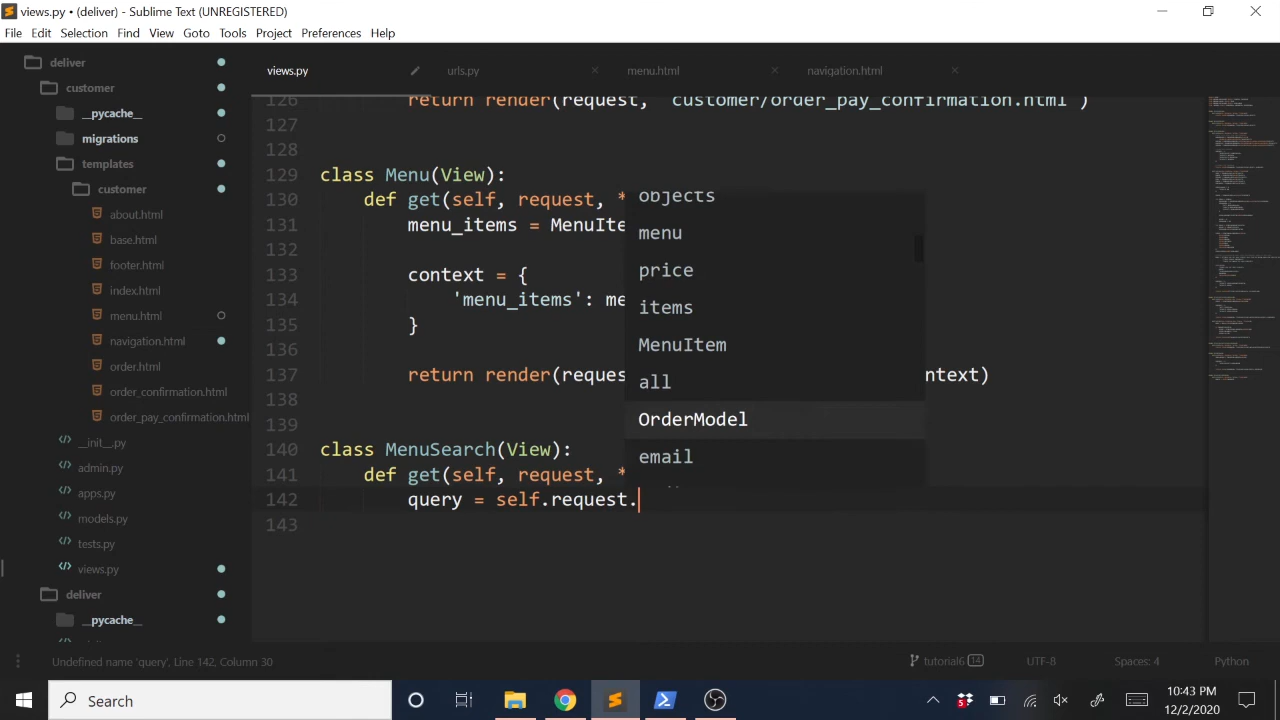 views.py • (deliver) - Sublime Text (UNREGISTERED)
File Edit Selection Find View Goto Tools Project Preferences Help
deliver
customer
__pycache__
migrations
templates
customer
about.html
base.html
footer.html
index.html
menu.html
navigation.html
order.html
order_confirmation.html
order_pay_confirmation.html
__init__.py
admin.py
apps.py
models.py
tests.py
views.py
deliver
__pycache__
views.py urls.py menu.html navigation.html
126 return render(request, 'customer/order_pay_confirmation.html')
127
128
129 class Menu(View):
130 def get(self, request, *
131 menu_items = MenuIte
132
133 context = {
134 'menu_items': me
135 }
136
137 return render(reques ntext)
138
139
140 class MenuSearch(View):
141 def get(self, request, *
142 query = self.request.
143
objects
menu
price
items
MenuItem
all
OrderModel
email
Undefined name 'query', Line 142, Column 30
tutorial6 14 UTF-8 Spaces: 4 Python
Search
10:43 PM
12/2/2020